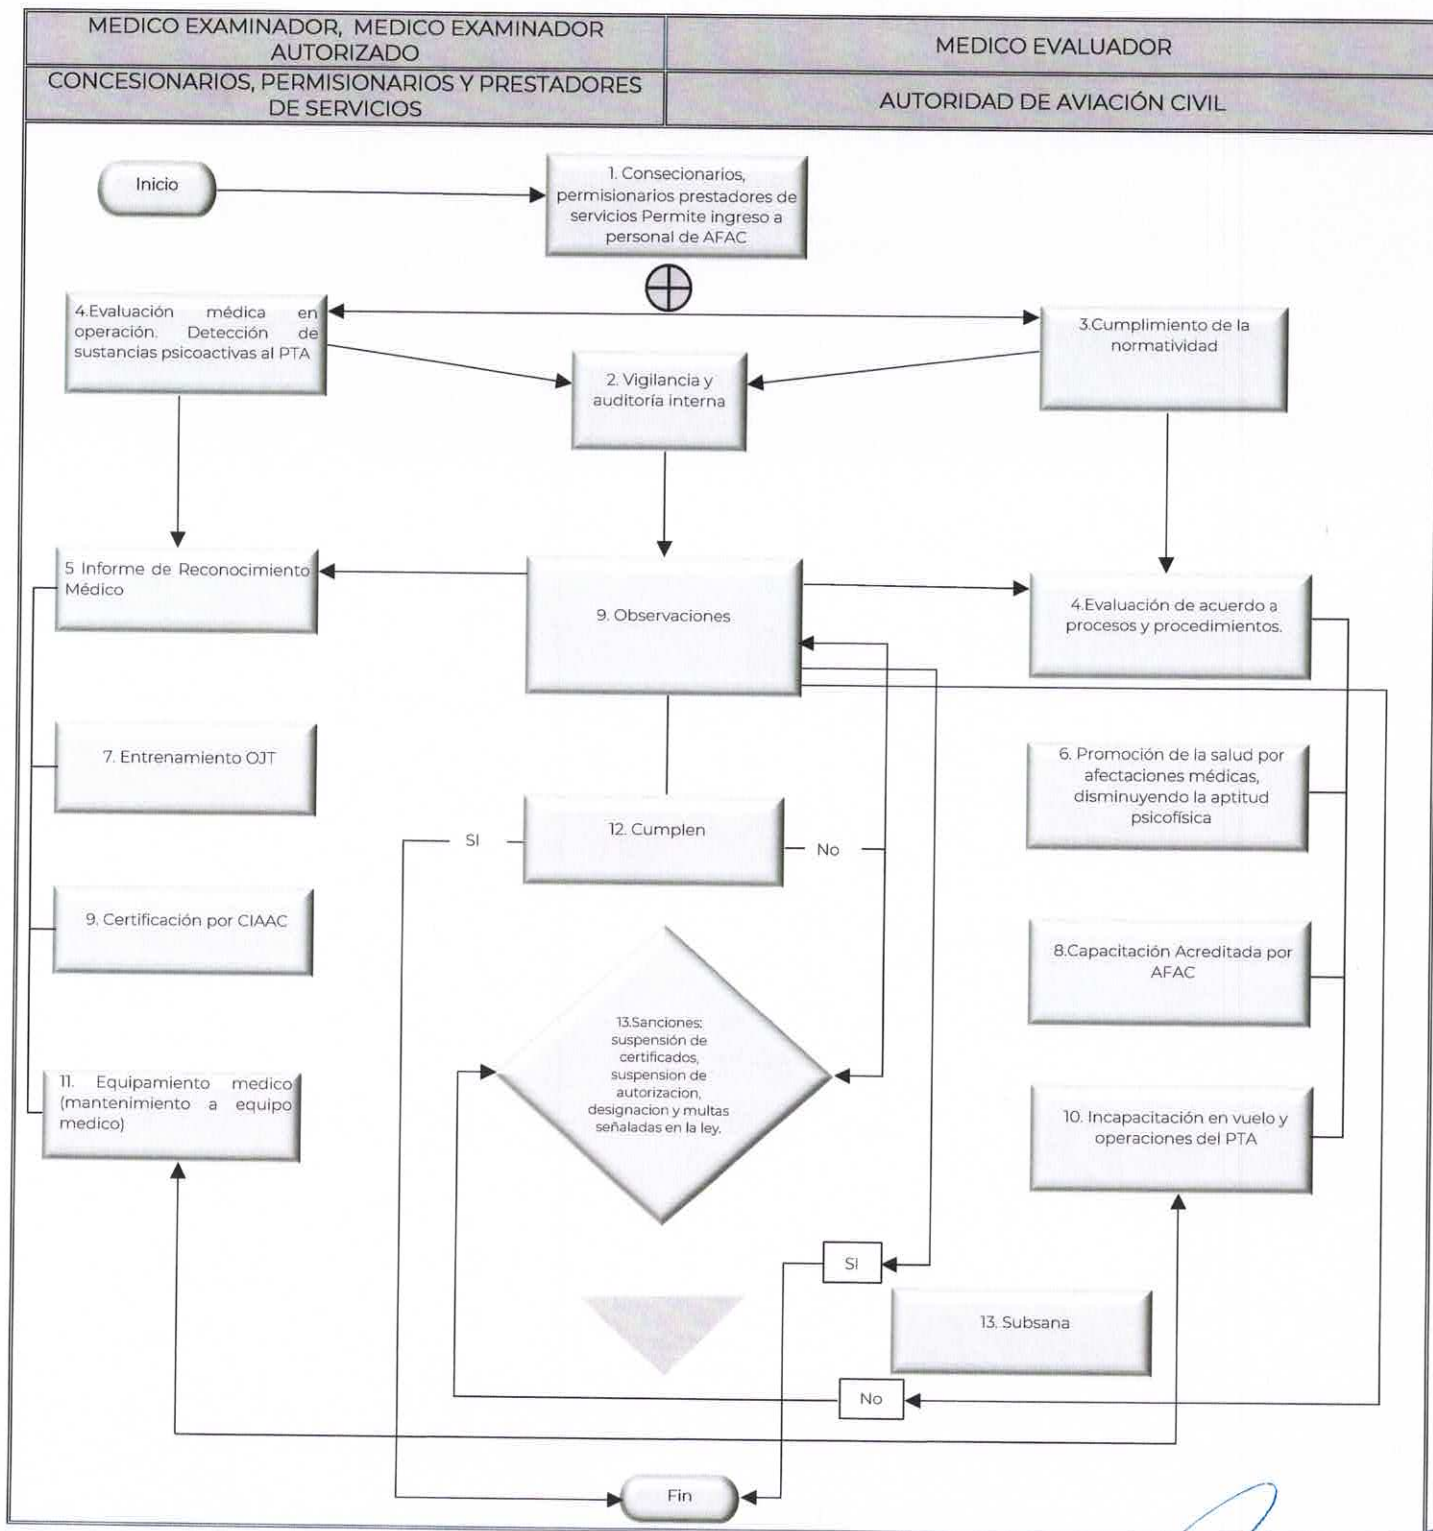 MEDICO EXAMINADOR, MEDICO EXAMINADOR
AUTORIZADO
MEDICO EVALUADOR
CONCESIONARIOS, PERMISIONARIOS Y PRESTADORES
DE SERVICIOS
AUTORIDAD DE AVIACIÓN CIVIL
Inicio
1. Consecionarios,
permisionarios prestadores de
servicios Permite ingreso a
personal de AFAC
4.Evaluación médica en
operación. Detección de
sustancias psicoactivas al PTA
3.Cumplimiento de la
normatividad
2. Vigilancia y
auditoría interna
5 Informe de Reconocimiento
Médico
9. Observaciones
4.Evaluación de acuerdo a
procesos y procedimientos.
7. Entrenamiento OJT
6. Promoción de la salud por
afectaciones médicas,
disminuyendo la aptitud
psicofísica
SI
12. Cumplen
No
9. Certificación por CIAAC
8.Capacitación Acreditada por
AFAC
13.Sanciones:
suspensión de
certificados,
suspension de
autorizacion,
designacion y multas
señaladas en la ley.
11. Equipamiento medico
(mantenimiento a equipo
medico)
10. Incapacitación en vuelo y
operaciones del PTA
SI
13. Subsana
No
Fin